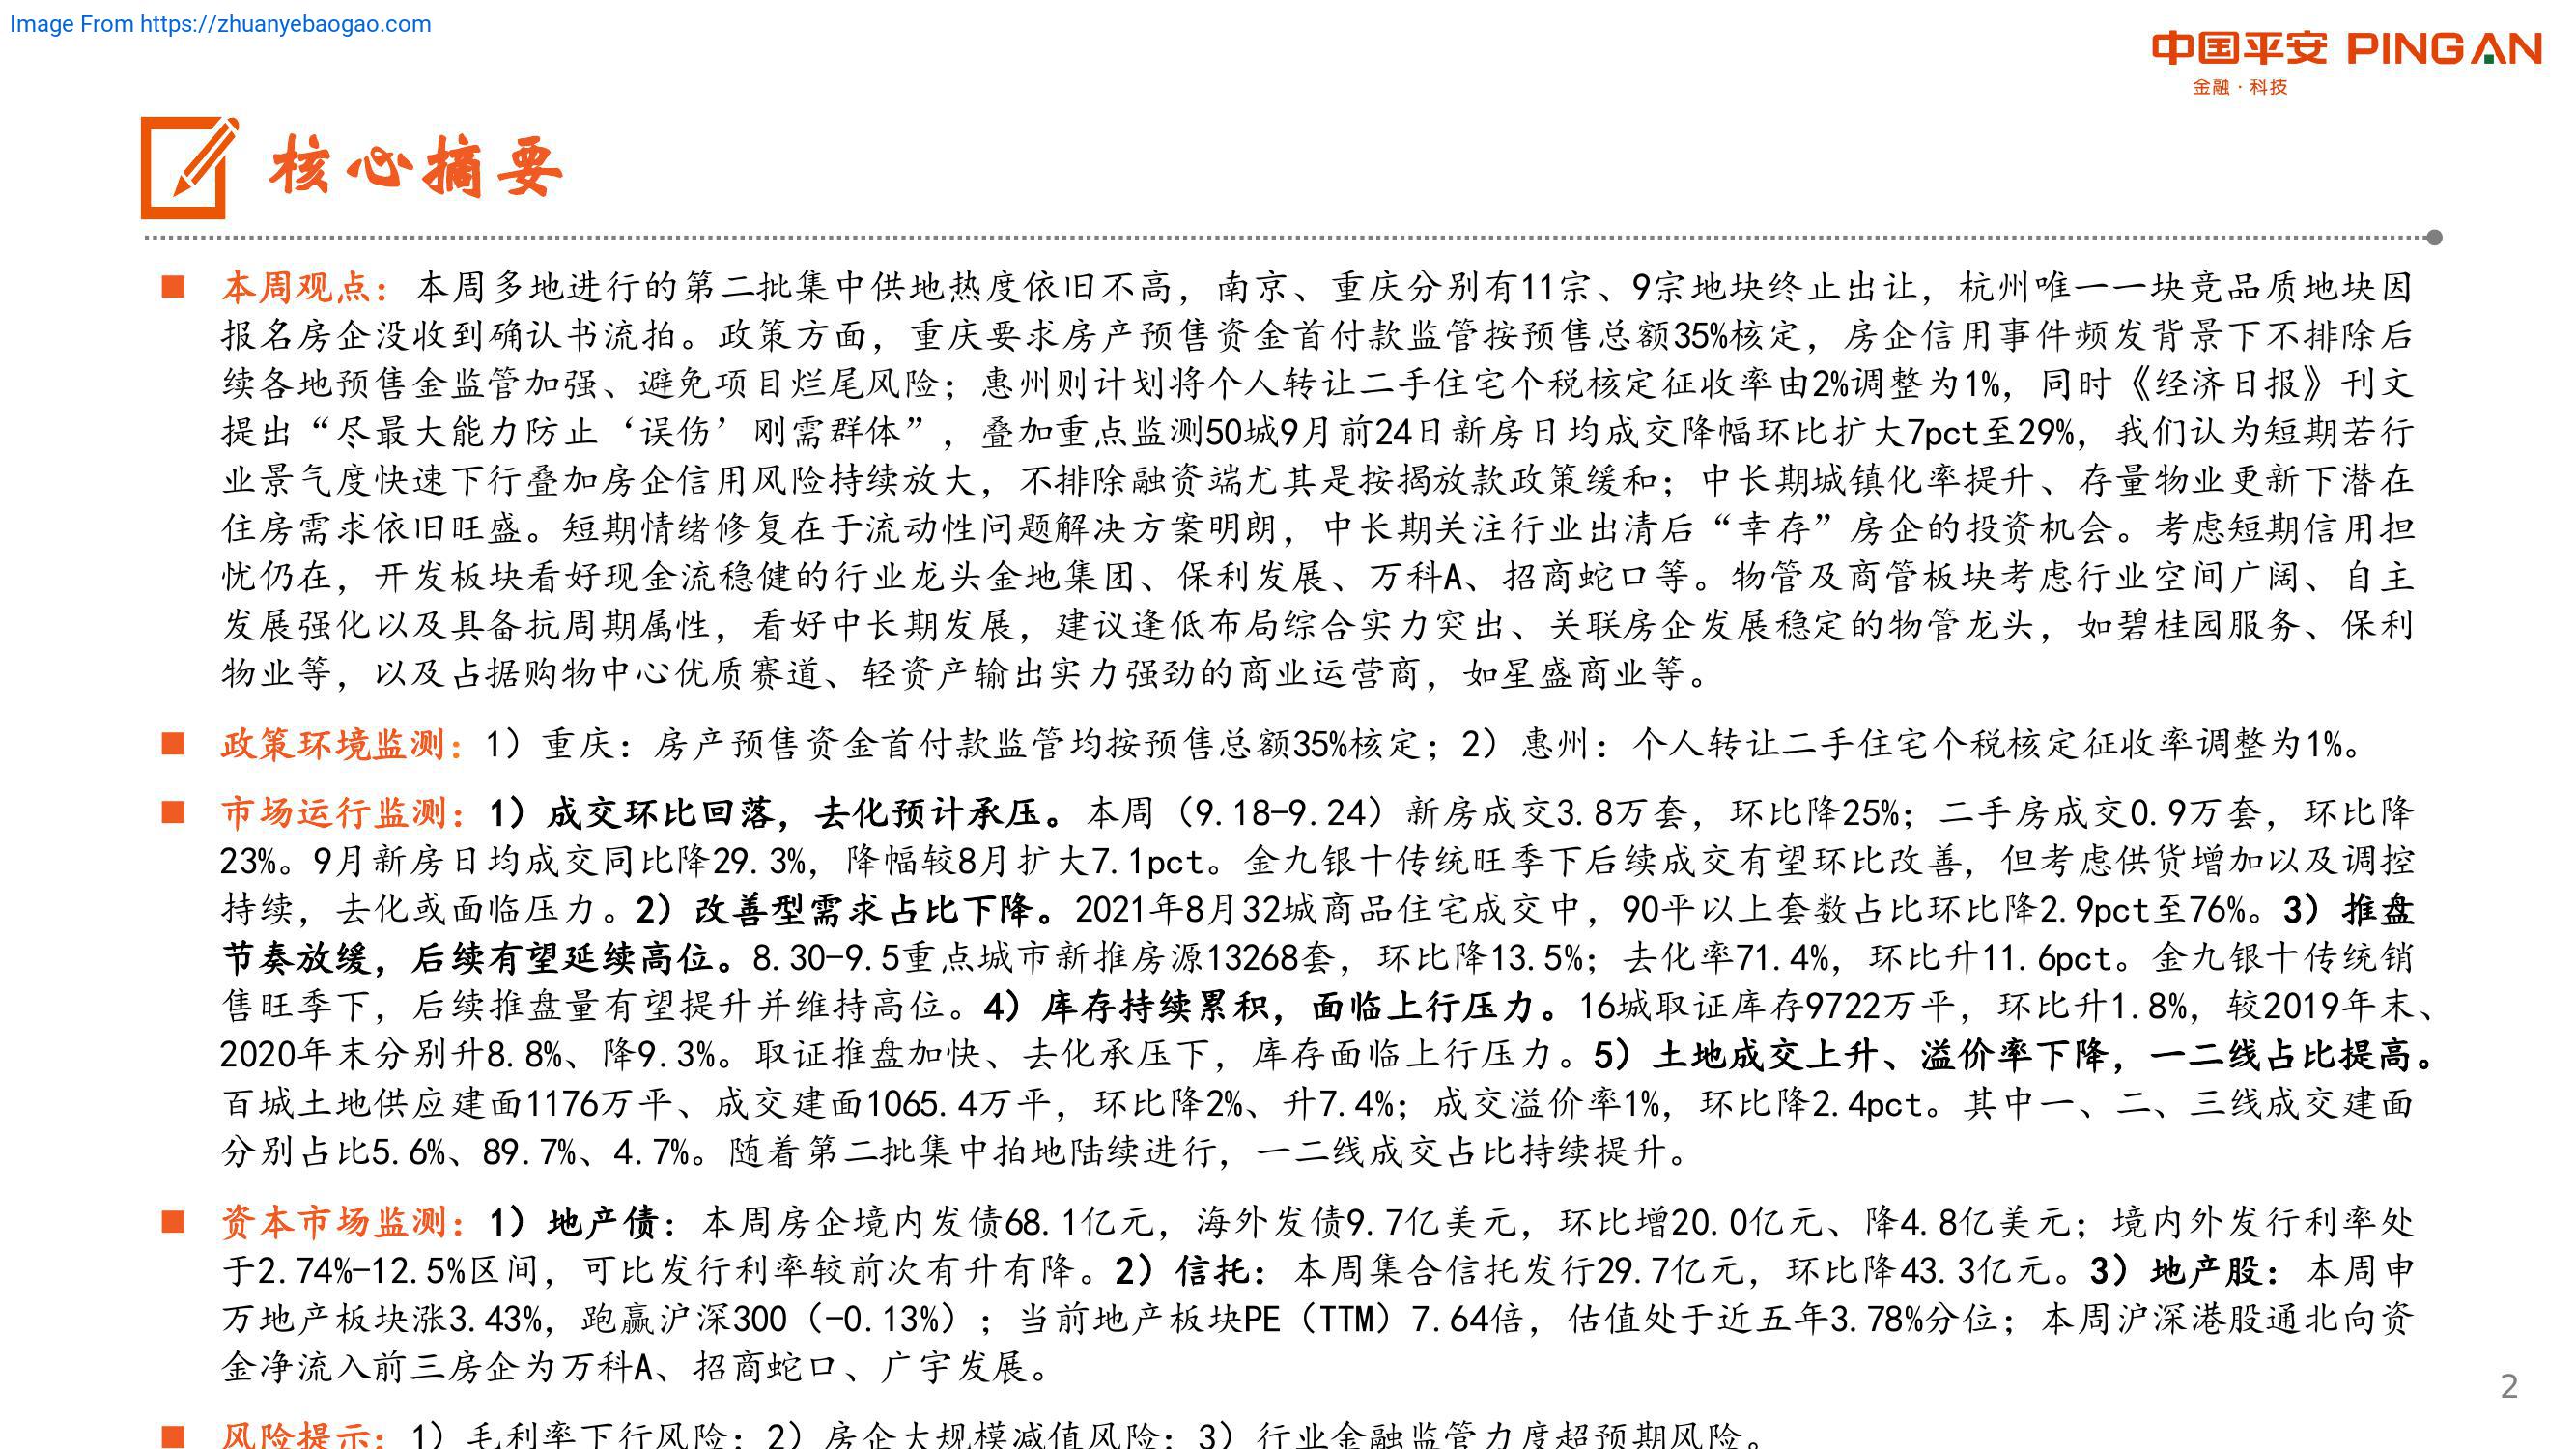 Image From https://zhuanyebaogao.com
中国平安 PINGAN
金融·科技
核心摘要
■ 本周观点：本周多地进行的第二批集中供地热度依旧不高，南京、重庆分别有11宗、9宗地块终止出让，杭州唯一一块竞品质地块因
报名房企没收到确认书流拍。政策方面，重庆要求房产预售资金首付款监管按预售总额35%核定，房企信用事件频发背景下不排除后
续各地预售金监管加强、避免项目烂尾风险；惠州则计划将个人转让二手住宅个税核定征收率由2%调整为1%，同时《经济日报》刊文
提出“尽最大能力防止‘误伤’刚需群体”，叠加重点监测50城9月前24日新房日均成交降幅环比扩大7pct至29%，我们认为短期若行
业景气度快速下行叠加房企信用风险持续放大，不排除融资端尤其是按揭放款政策缓和；中长期城镇化率提升、存量物业更新下潜在
住房需求依旧旺盛。短期情绪修复在于流动性问题解决方案明朗，中长期关注行业出清后“幸存”房企的投资机会。考虑短期信用担
忧仍在，开发板块看好现金流稳健的行业龙头金地集团、保利发展、万科A、招商蛇口等。物管及商管板块考虑行业空间广阔、自主
发展强化以及具备抗周期属性，看好中长期发展，建议逢低布局综合实力突出、关联房企发展稳定的物管龙头，如碧桂园服务、保利
物业等，以及占据购物中心优质赛道、轻资产输出实力强劲的商业运营商，如星盛商业等。
■ 政策环境监测：1）重庆：房产预售资金首付款监管均按预售总额35%核定；2）惠州：个人转让二手住宅个税核定征收率调整为1%。
■ 市场运行监测：1）成交环比回落，去化预计承压。本周（9.18-9.24）新房成交3.8万套，环比降25%；二手房成交0.9万套，环比降
23%。9月新房日均成交同比降29.3%，降幅较8月扩大7.1pct。金九银十传统旺季下后续成交有望环比改善，但考虑供货增加以及调控
持续，去化或面临压力。2）改善型需求占比下降。2021年8月32城商品住宅成交中，90平以上套数占比环比降2.9pct至76%。3）推盘
节奏放缓，后续有望延续高位。8.30-9.5重点城市新推房源13268套，环比降13.5%；去化率71.4%，环比升11.6pct。金九银十传统销
售旺季下，后续推盘量有望提升并维持高位。4）库存持续累积，面临上行压力。16城取证库存9722万平，环比升1.8%，较2019年末、
2020年末分别升8.8%、降9.3%。取证推盘加快、去化承压下，库存面临上行压力。5）土地成交上升、溢价率下降，一二线占比提高。
百城土地供应建面1176万平、成交建面1065.4万平，环比降2%、升7.4%；成交溢价率1%，环比降2.4pct。其中一、二、三线成交建面
分别占比5.6%、89.7%、4.7%。随着第二批集中拍地陆续进行，一二线成交占比持续提升。
■ 资本市场监测：1）地产债：本周房企境内发债68.1亿元，海外发债9.7亿美元，环比增20.0亿元、降4.8亿美元；境内外发行利率处
于2.74%-12.5%区间，可比发行利率较前次有升有降。2）信托：本周集合信托发行29.7亿元，环比降43.3亿元。3）地产股：本周申
万地产板块涨3.43%，跑赢沪深300（-0.13%）；当前地产板块PE（TTM）7.64倍，估值处于近五年3.78%分位；本周沪深港股通北向资
金净流入前三房企为万科A、招商蛇口、广宇发展。
2
■ 风险提示：1）毛利率下行风险；2）房企大规模减值风险；3）行业金融监管力度超预期风险。